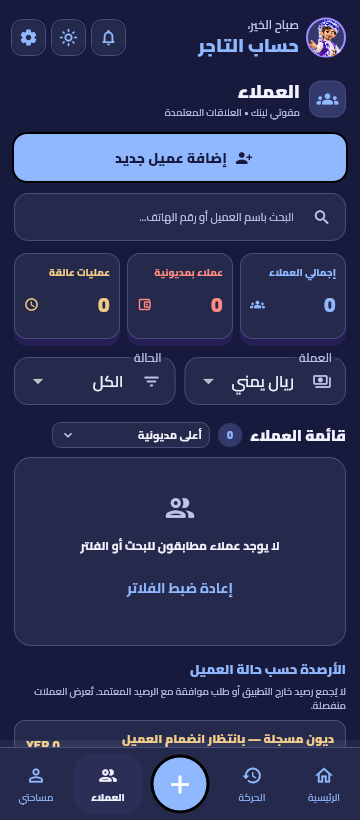 صباح الخير،
حساب التاجر
العملاء
مقوتي لينك • العلاقات المعتمدة
إضافة عميل جديد
البحث باسم العميل أو رقم الهاتف...
إجمالي العملاء
0
عملاء بمديونية
0
عمليات عالقة
0
العملة
ريال يمني
الحالة
الكل
قائمة العملاء
0
أعلى مديونية
لا يوجد عملاء مطابقون للبحث أو الفلتر
إعادة ضبط الفلاتر
الأرصدة حسب حالة العميل
لا يُجمع رصيد خارج التطبيق أو طلب موافقة مع الرصيد المعتمد. تُعرض العملات
منفصلة.
ديون مسجلة — بانتظار انضمام العميل
YER 0
الرئيسية
الحركة
العملاء
مساحتي